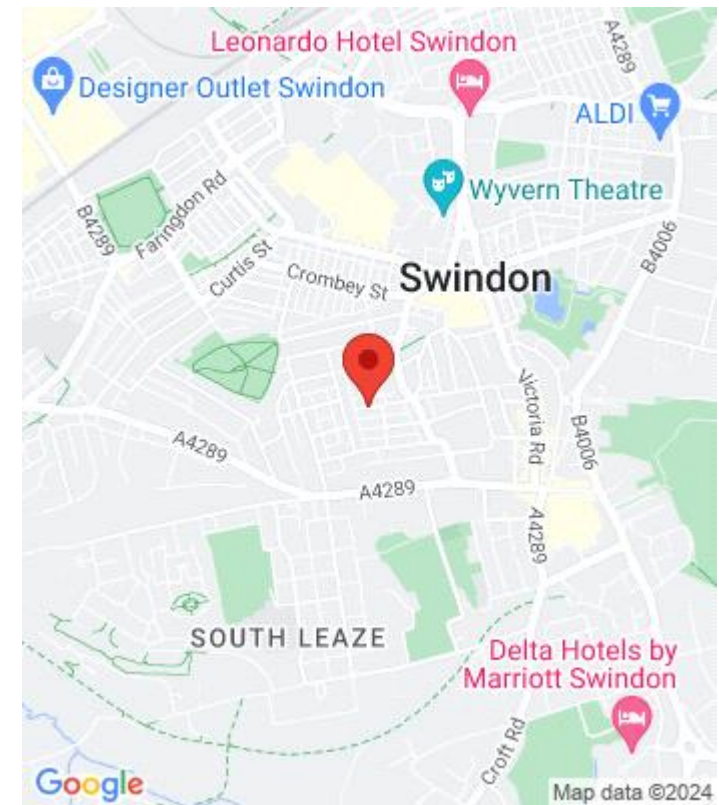 Leonardo Hotel Swindon
A4289
Designer Outlet Swindon
ALDI
Wyvern Theatre
Faringdon Rd
B4289
Curtis St
Crombey St
B4006
Swindon
Victoria Rd
B4006
A4289
A4289
A4289
SOUTH LEAZE
Delta Hotels by
Marriott Swindon
Croft Rd
Google
Map data ©2024